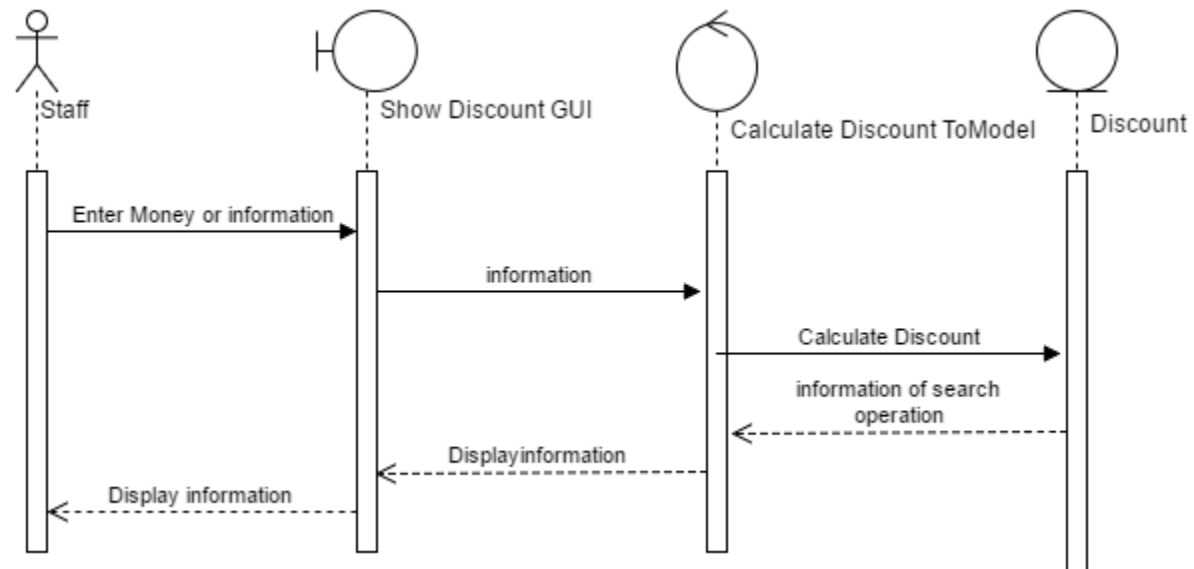 Staff
Show Discount GUI
Calculate Discount ToModel
Discount
Enter Money or information
information
Calculate Discount
information of search
operation
Displayinformation
Display information